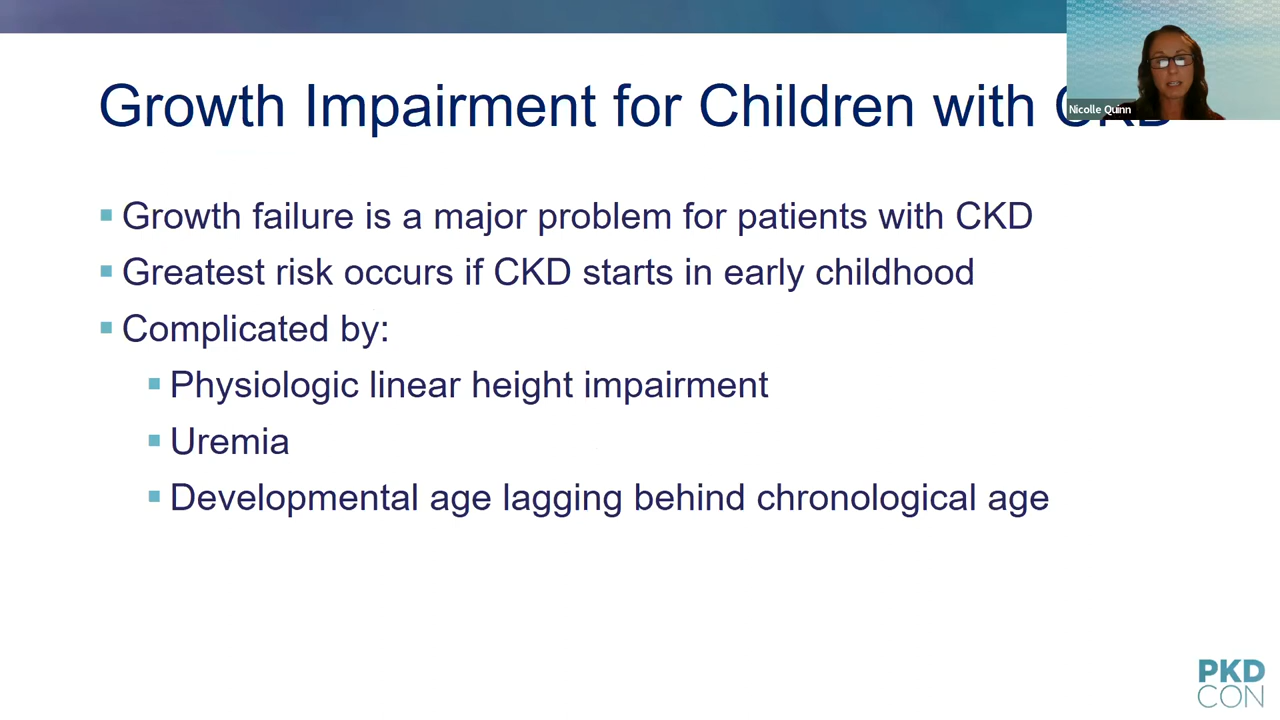 Growth Impairment for Children with CKD
Nicolle Quinn
Growth failure is a major problem for patients with CKD
Greatest risk occurs if CKD starts in early childhood
Complicated by:
Physiologic linear height impairment
Uremia
Developmental age lagging behind chronological age
PKD
CON